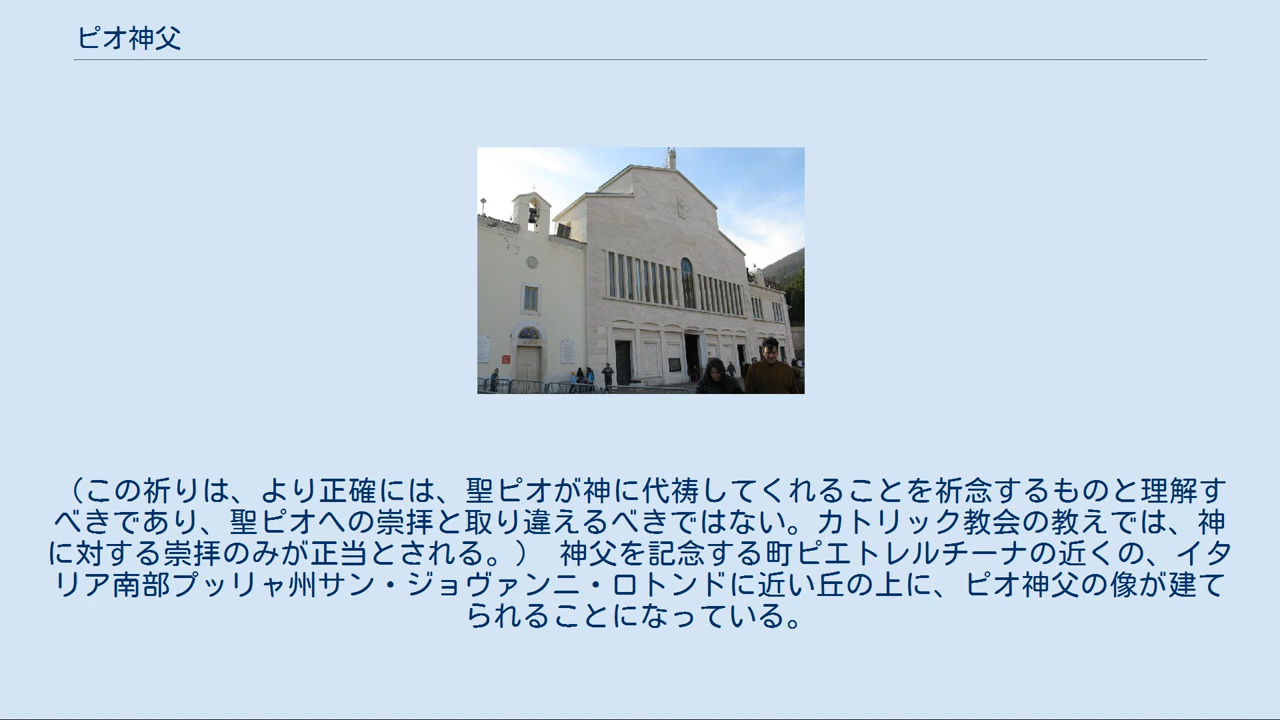 ピオ神父
（この祈りは、より正確には、聖ピオが神に代祷してくれることを祈念するものと理解す
べきであり、聖ピオへの崇拝と取り違えるべきではない。カトリック教会の教えでは、神
に対する崇拝のみが正当とされる。）　神父を記念する町ピエトレルチーナの近くの、イタ
リア南部プッリャ州サン・ジョヴァンニ・ロトンドに近い丘の上に、ピオ神父の像が建て
られることになっている。